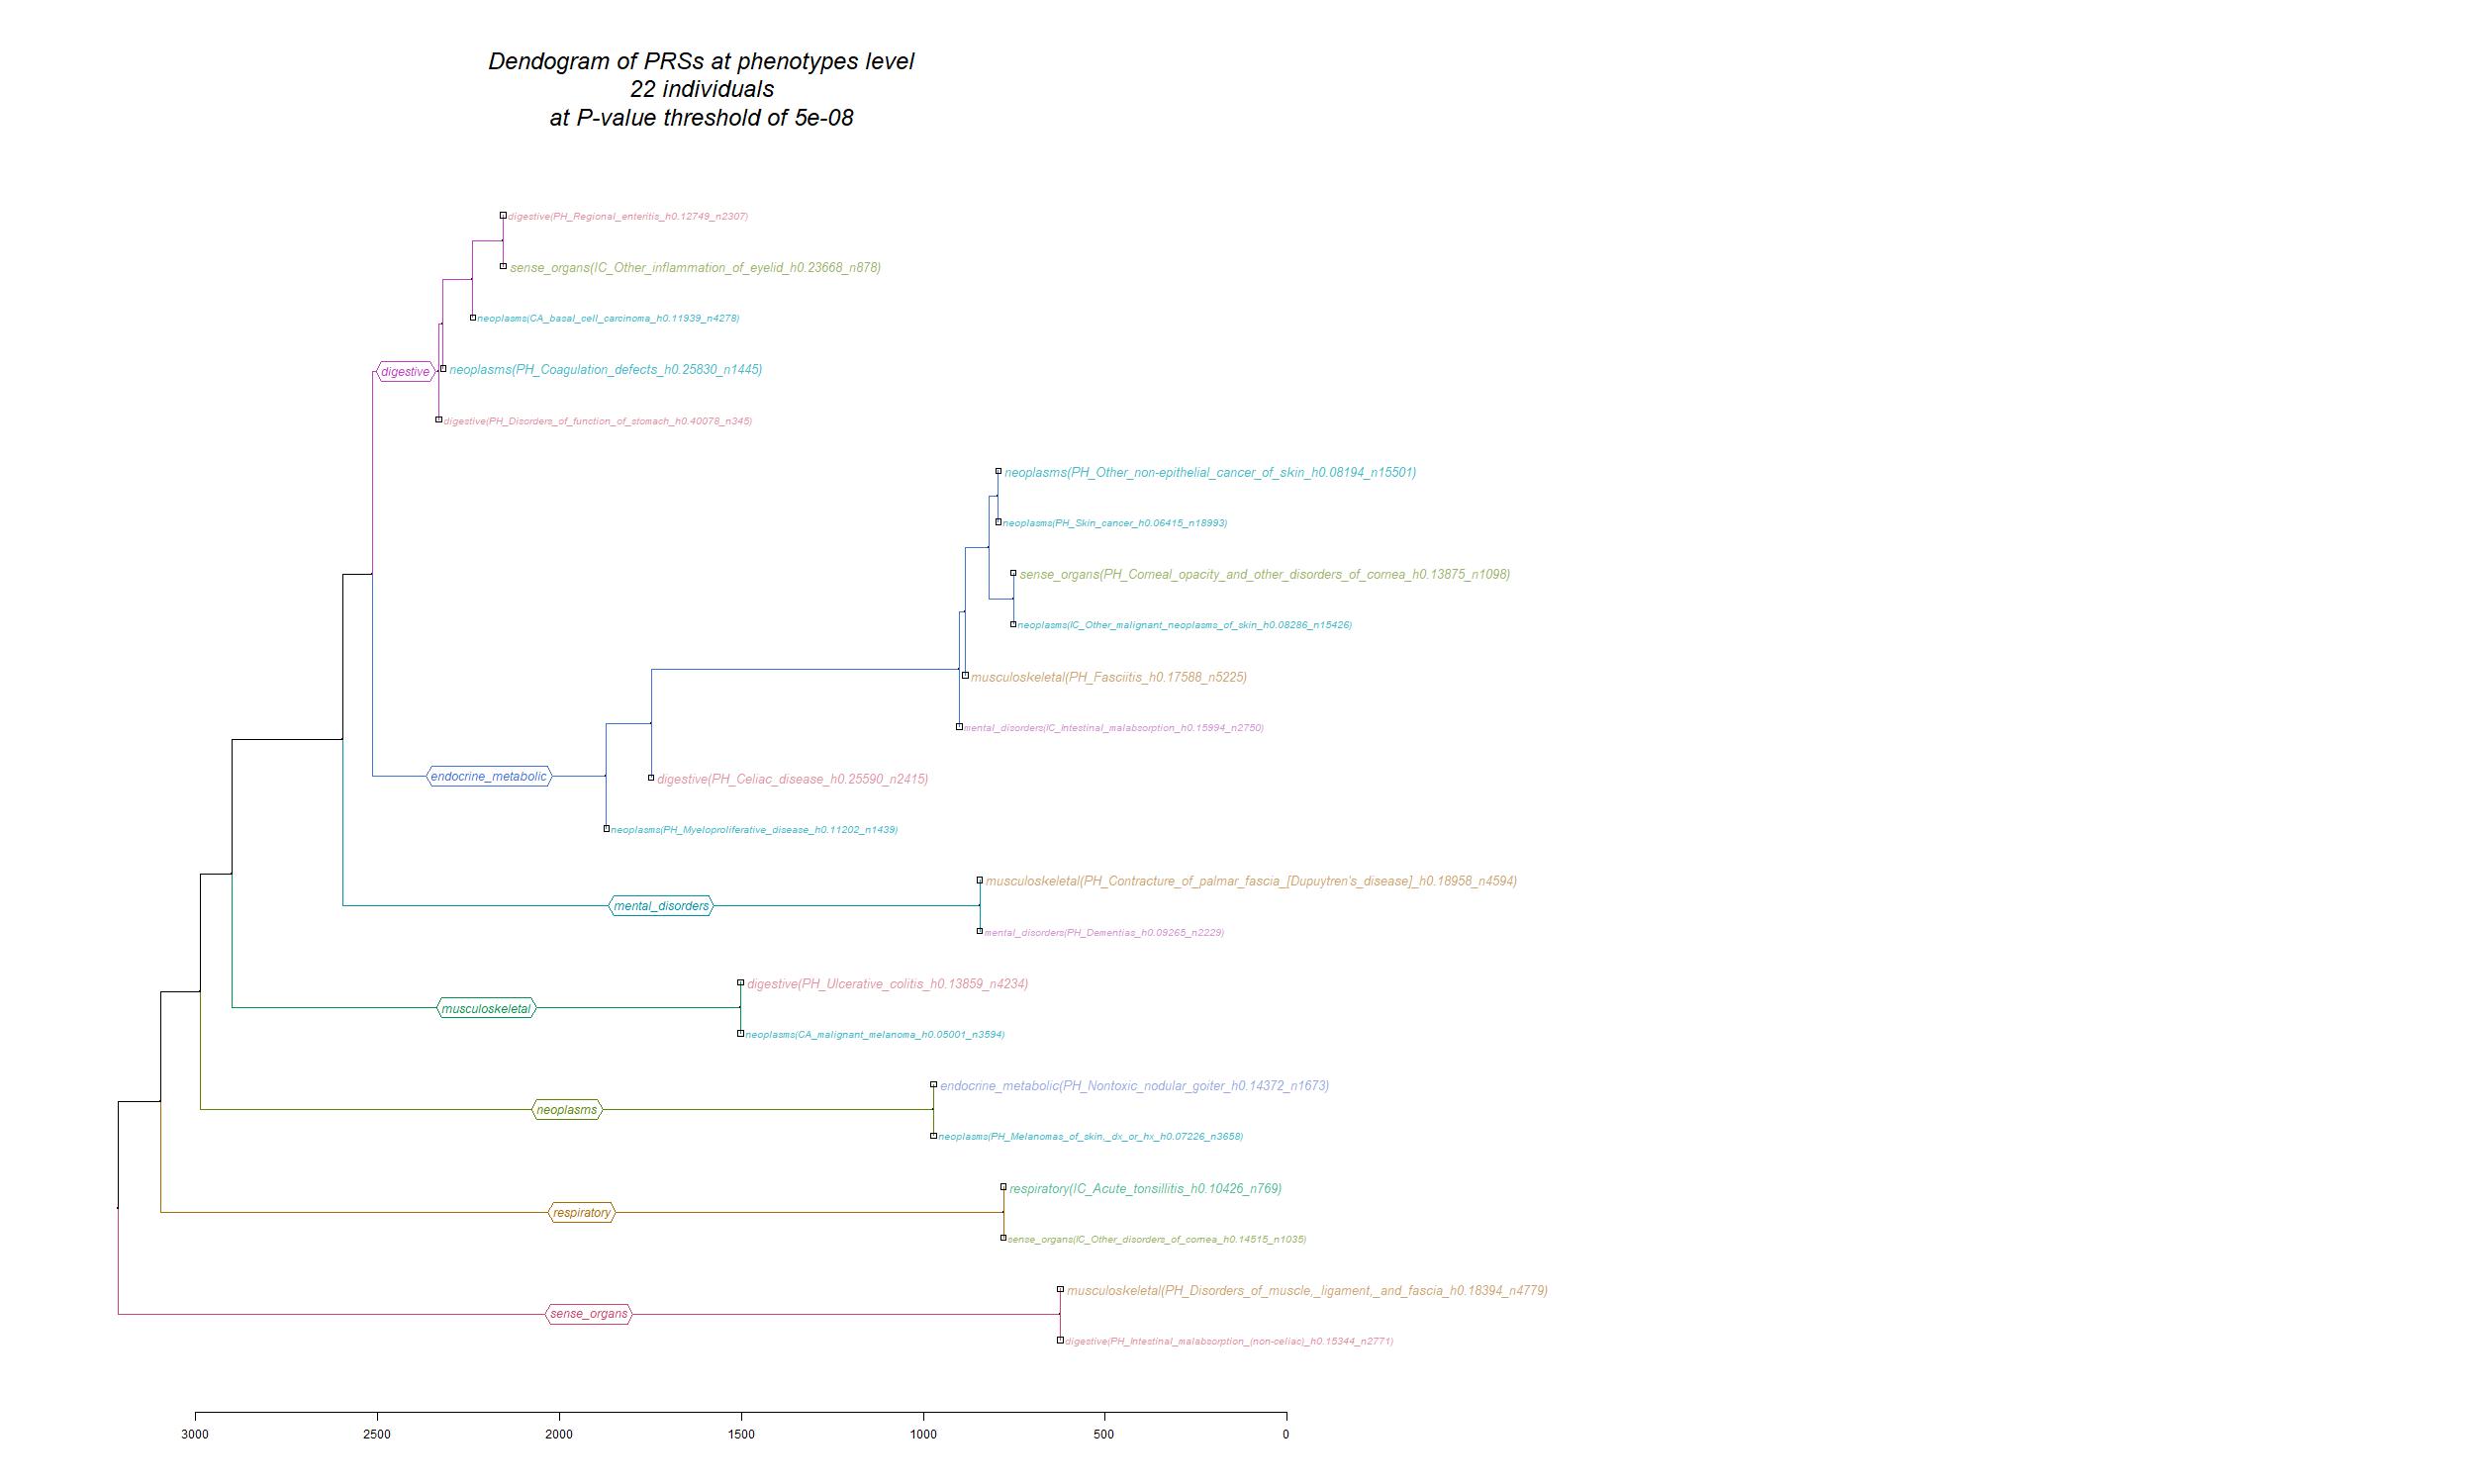 Dendogram of PRSs at phenotypes level
22 individuals
at P-value threshold of 5e-08
digestive(PH_Regional_enteritis_h0.12749_n2307)
sense_organs(IC_Other_inflammation_of_eyelid_h0.23668_n878)
neoplasms(CA_basal_cell_carcinoma_h0.11939_n4278)
digestive
neoplasms(PH_Coagulation_defects_h0.25830_n1445)
digestive(PH_Disorders_of_function_of_stomach_h0.40078_n345)
neoplasms(PH_Other_non-epithelial_cancer_of_skin_h0.08194_n15501)
neoplasms(PH_Skin_cancer_h0.06415_n18993)
sense_organs(PH_Corneal_opacity_and_other_disorders_of_cornea_h0.13875_n1098)
neoplasms(IC_Other_malignant_neoplasms_of_skin_h0.08286_n15426)
musculoskeletal(PH_Fasciitis_h0.17588_n5225)
mental_disorders(IC_Intestinal_malabsorption_h0.15994_n2750)
endocrine_metabolic
digestive(PH_Celiac_disease_h0.25590_n2415)
neoplasms(PH_Myeloproliferative_disease_h0.11202_n1439)
musculoskeletal(PH_Contracture_of_palmar_fascia_[Dupuytren's_disease]_h0.18958_n4594)
mental_disorders
mental_disorders(PH_Dementias_h0.09265_n2229)
digestive(PH_Ulcerative_colitis_h0.13859_n4234)
musculoskeletal
neoplasms(CA_malignant_melanoma_h0.05001_n3594)
endocrine_metabolic(PH_Nontoxic_nodular_goiter_h0.14372_n1673)
neoplasms
neoplasms(PH_Melanomas_of_skin,_dx_or_hx_h0.07226_n3658)
respiratory(IC_Acute_tonsillitis_h0.10426_n769)
respiratory
sense_organs(IC_Other_disorders_of_cornea_h0.14515_n1035)
musculoskeletal(PH_Disorders_of_muscle,_ligament,_and_fascia_h0.18394_n4779)
sense_organs
digestive(PH_Intestinal_malabsorption_(non-celiac)_h0.15344_n2771)
3000 2500 2000 1500 1000 500 0